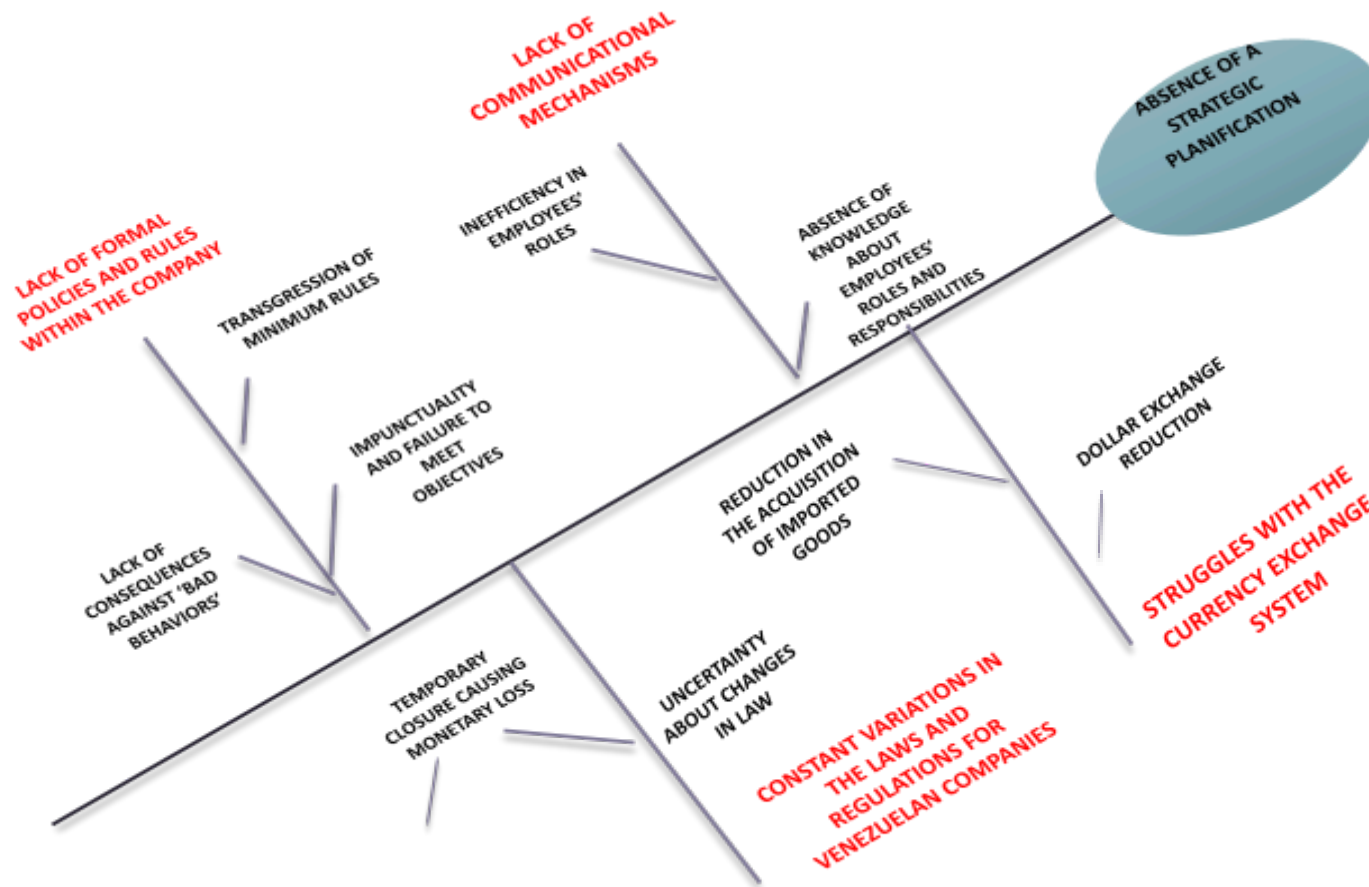 LACK OF
COMMUNICATIONAL
MECHANISMS
ABSENCE OF A
STRATEGIC
PLANIFICATION
INEFFICIENCY IN
EMPLOYEES'
ROLES
ABSENCE OF
KNOWLEDGE
ABOUT
EMPLOYEES'
ROLES AND
RESPONSIBILITIES
LACK OF FORMAL
POLICIES AND RULES
WITHIN THE COMPANY
TRANSGRESSION OF
MINIMUM RULES
IMPUNCTUALITY
AND FAILURE TO
MEET
OBJECTIVES
LACK OF
CONSEQUENCES
AGAINST 'BAD
BEHAVIORS'
REDUCTION IN
THE ACQUISITION
OF IMPORTED
GOODS
DOLLAR EXCHANGE
REDUCTION
STRUGGLES WITH THE
CURRENCY EXCHANGE
SYSTEM
TEMPORARY
CLOSURE CAUSING
MONETARY LOSS
UNCERTAINTY
ABOUT CHANGES
IN LAW
CONSTANT VARIATIONS IN
THE LAWS AND
REGULATIONS FOR
VENEZUELAN COMPANIES